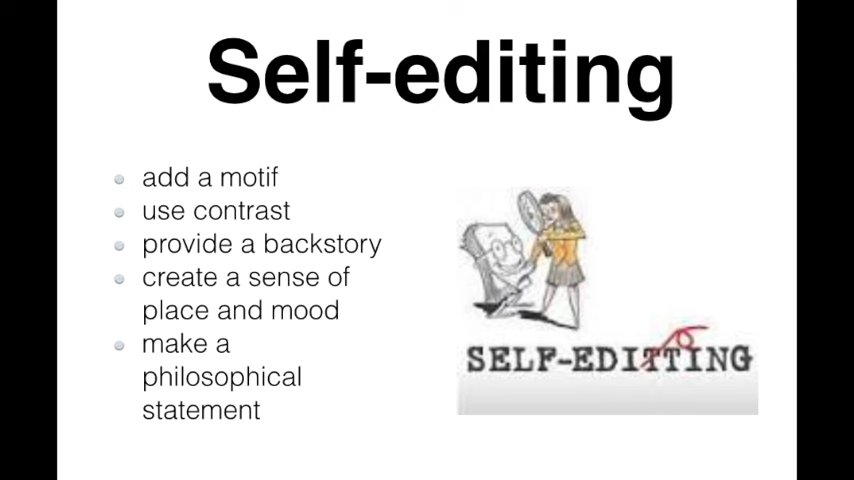 Self-editing
add a motif
use contrast
provide a backstory
create a sense of
place and mood
make a
philosophical
statement
SELF-EDITTING